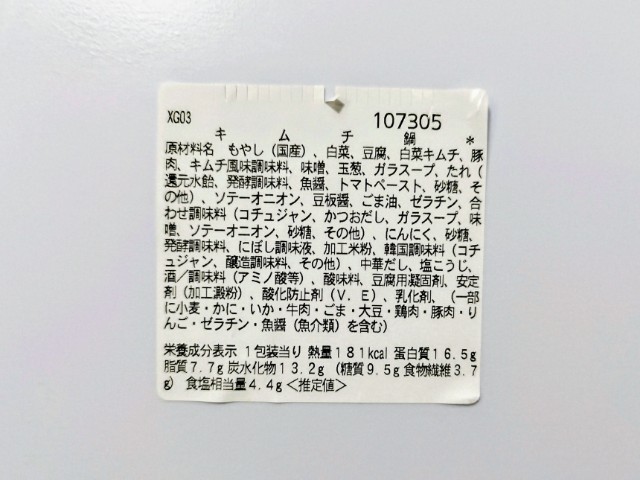 XG03
107305
キムチ鍋 *
原材料名 もやし（国産）、白菜、豆腐、白菜キムチ、豚
肉、キムチ風味調味料、味噌、玉葱、ガラスープ、たれ（
還元水飴、発酵調味料、魚醤、トマトペースト、砂糖、そ
の他）、ソテーオニオン、豆板醤、ごま油、ゼラチン、合
わせ調味料（コチュジャン、かつおだし、ガラスープ、味
噌、ソテーオニオン、砂糖、その他）、にんにく、砂糖、
発酵調味料、にぼし調味液、加工米粉、韓国調味料（コチ
ュジャン、醸造調味料、その他）、中華だし、塩こうじ、
酒／調味料（アミノ酸等）、酸味料、豆腐用凝固剤、安定
剤（加工澱粉）、酸化防止剤（V．E）、乳化剤、（一部
に小麦・かに・いか・牛肉・ごま・大豆・鶏肉・豚肉・り
んご・ゼラチン・魚醤（魚介類）を含む）
栄養成分表示 1包装当り 熱量181kcal 蛋白質16.5g
脂質7.7g 炭水化物13.2g （糖質9.5g 食物繊維3.7
g） 食塩相当量4.4g＜推定値＞